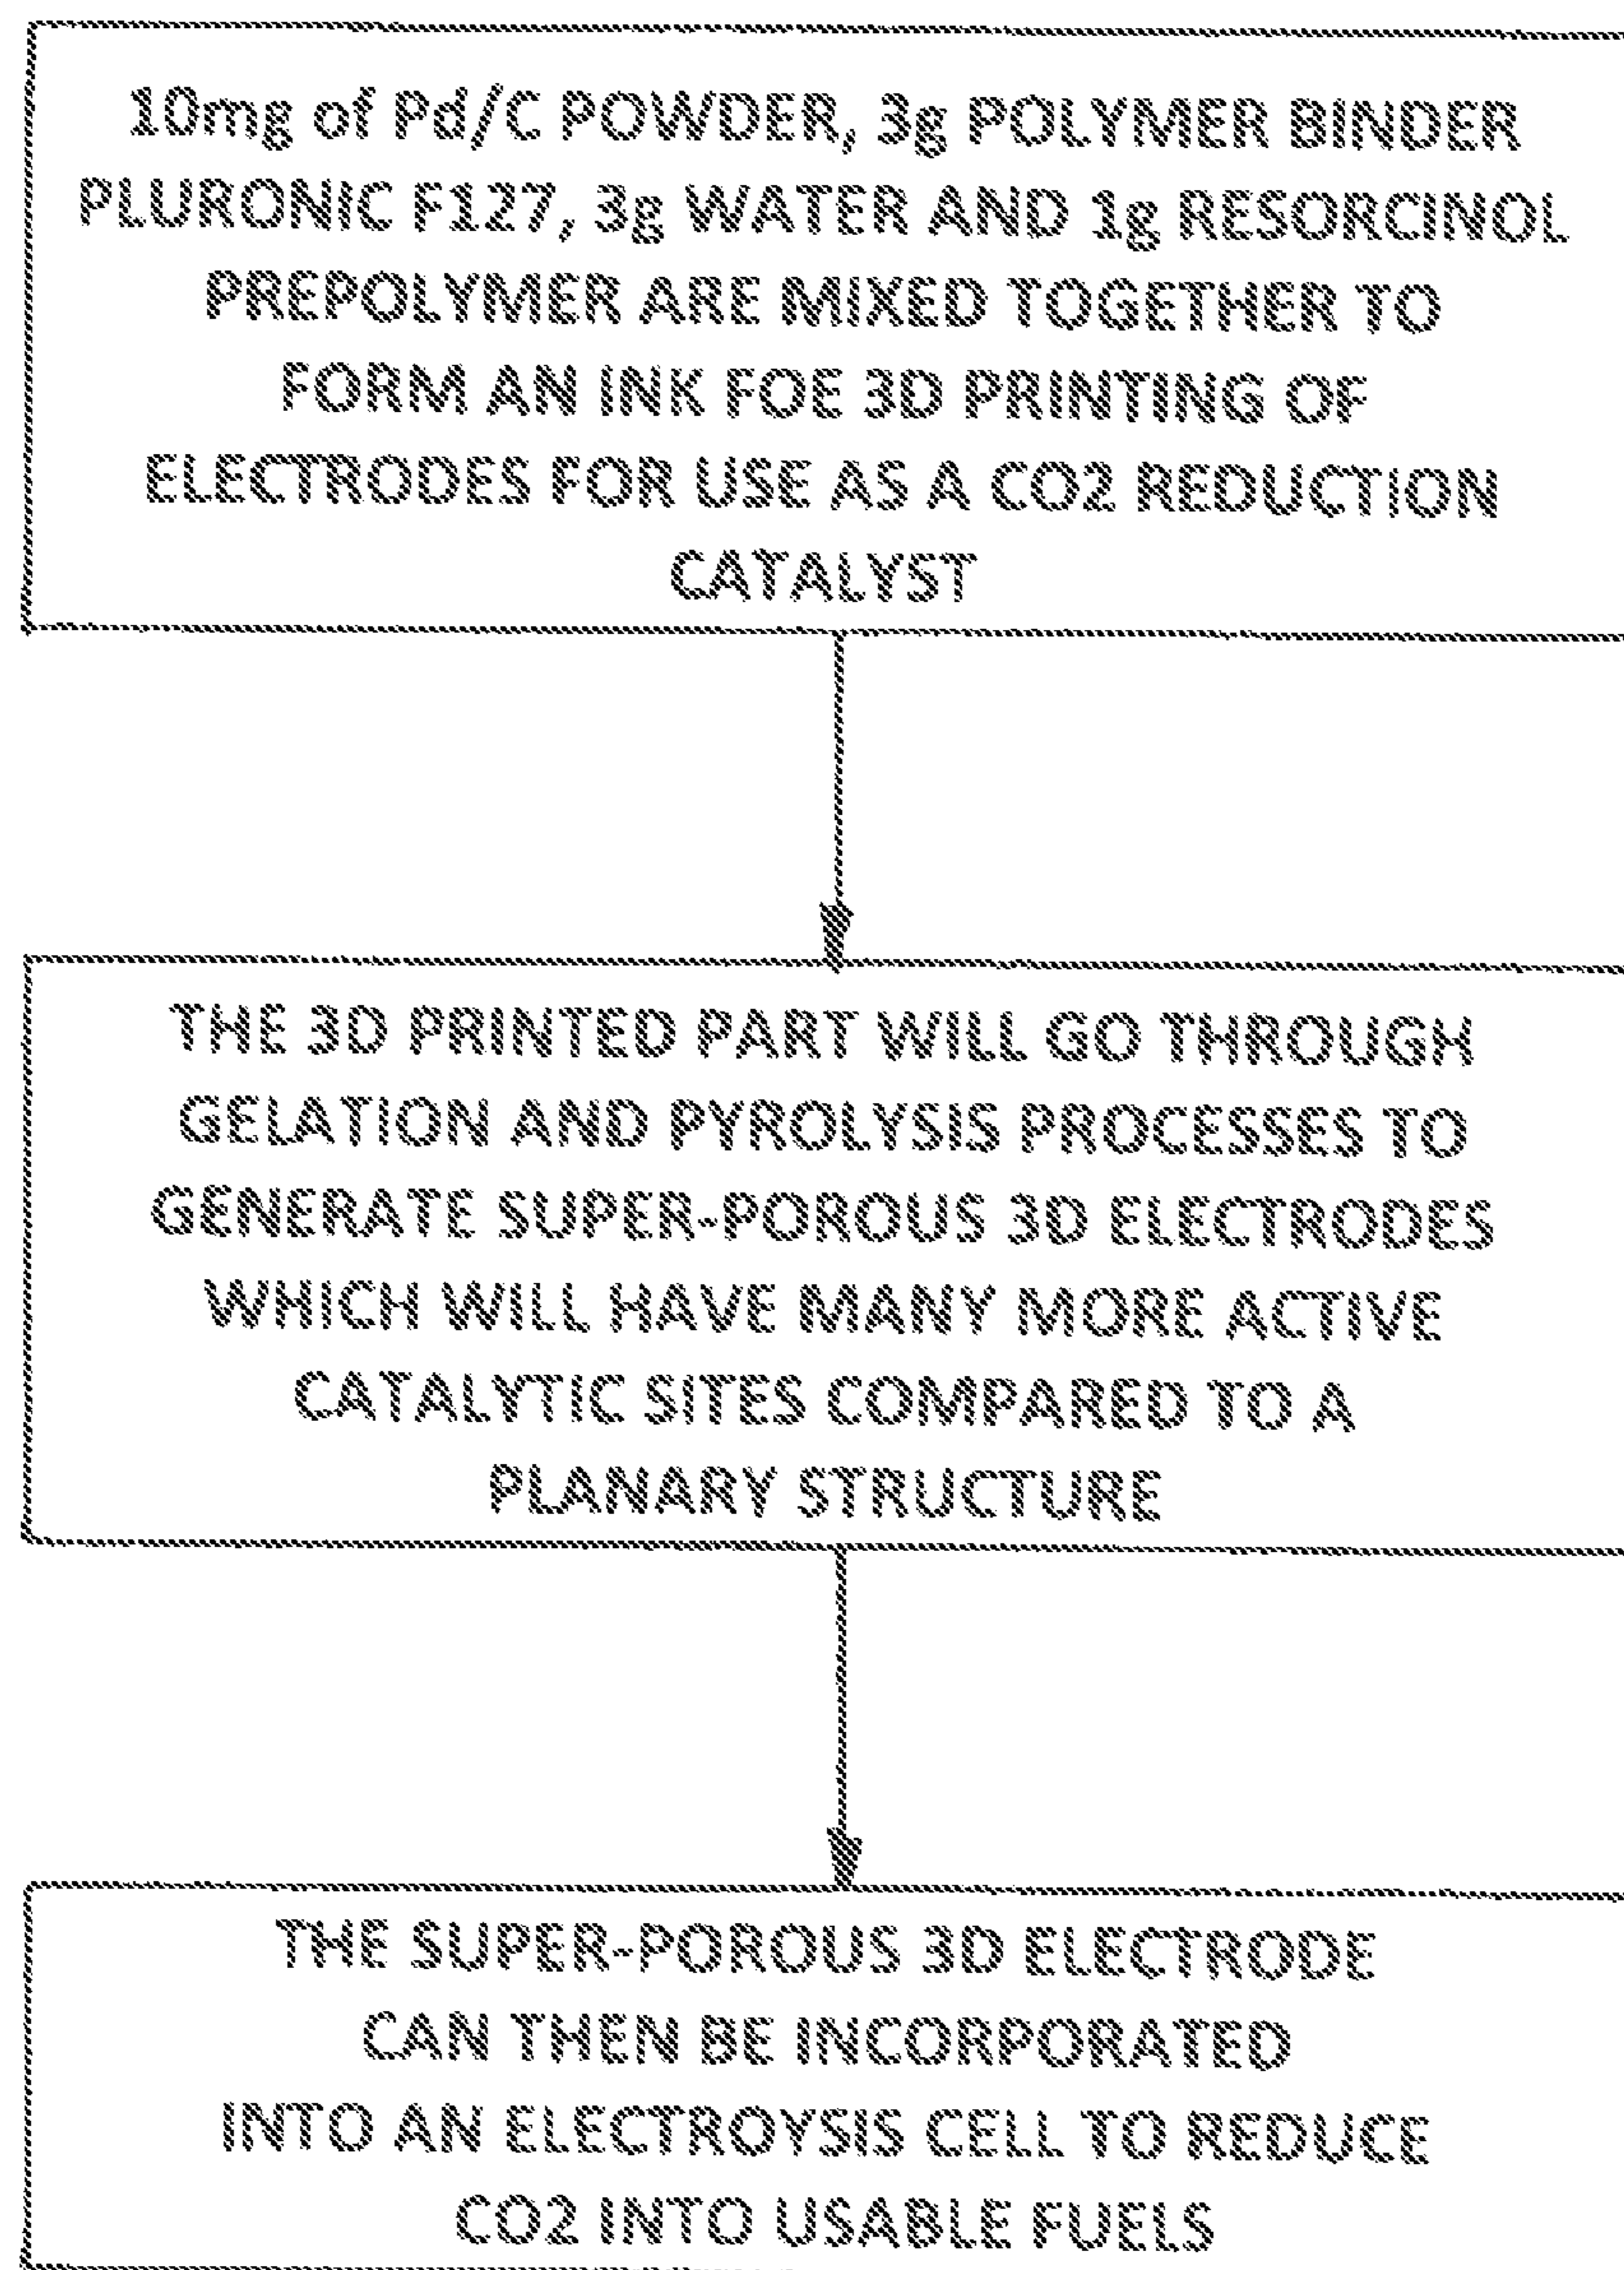 10mg of Pd/C POWDER, 3g POLYMER BINDER
PLURONIC F127, 3g WATER AND 1g RESORCINOL
PREPOLYMER ARE MIXED TOGETHER TO
FORM AN INK FOE 3D PRINTING OF
ELECTRODES FOR USE AS A CO2 REDUCTION
CATALYST
THE 3D PRINTED PART WILL GO THROUGH
GELATION AND PYROLYSIS PROCESSES TO
GENERATE SUPER-POROUS 3D ELECTRODES
WHICH WILL HAVE MANY MORE ACTIVE
CATALYTIC SITES COMPARED TO A
PLANARY STRUCTURE
THE SUPER-POROUS 3D ELECTRODE
CAN THEN BE INCORPORATED
INTO AN ELECTROYSIS CELL TO REDUCE
CO2 INTO USABLE FUELS